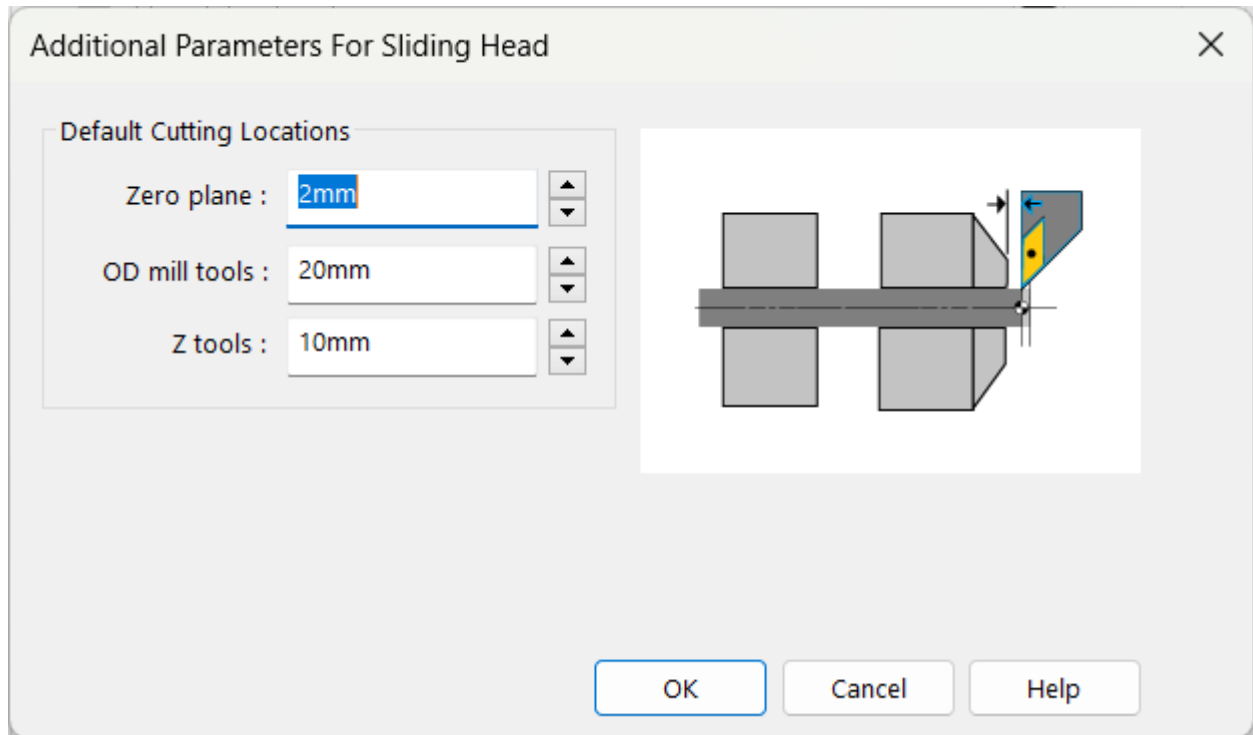 Additional Parameters For Sliding Head
Default Cutting Locations
Zero plane : 2mm
OD mill tools : 20mm
Z tools : 10mm
OK Cancel Help